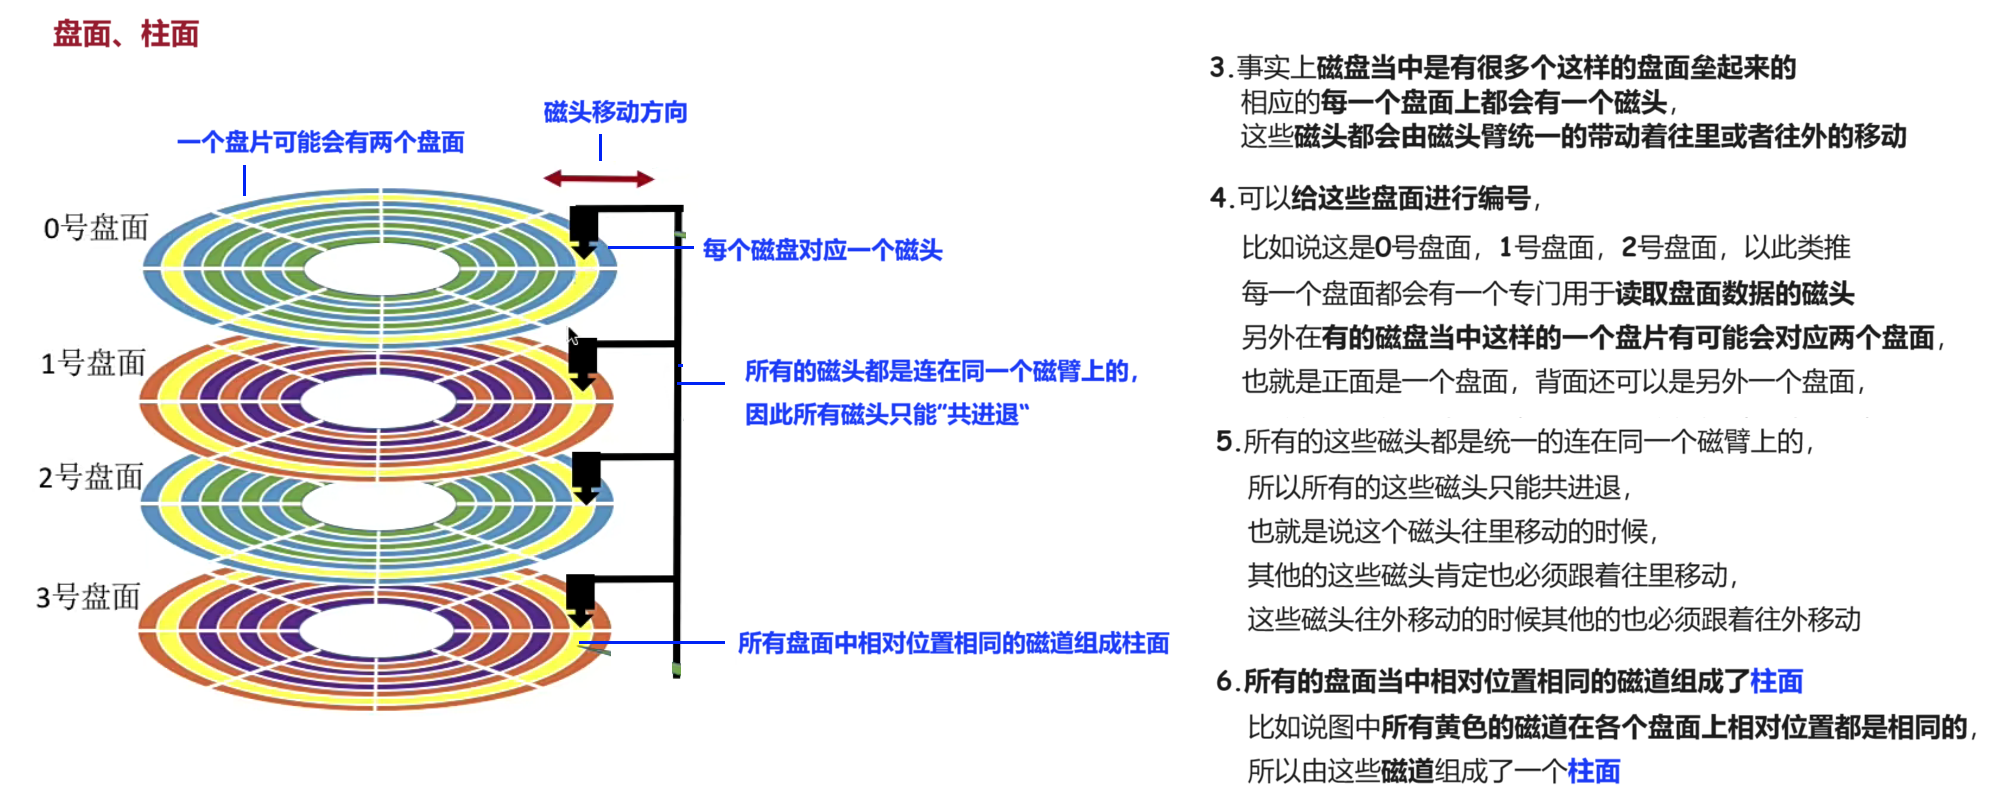 盘面、柱面
磁头移动方向
一个盘片可能会有两个盘面
0号盘面
每个磁盘对应一个磁头
1号盘面
所有的磁头都是连在同一个磁臂上的，
因此所有磁头只能"共进退"
2号盘面
3号盘面
所有盘面中相对位置相同的磁道组成柱面
3.事实上磁盘当中是有很多个这样的盘面垒起来的
相应的每一个盘面上都会有一个磁头，
这些磁头都会由磁头臂统一的带动着往里或者往外的移动
4.可以给这些盘面进行编号，
比如说这是0号盘面，1号盘面，2号盘面，以此类推
每一个盘面都会有一个专门用于读取盘面数据的磁头
另外在有的磁盘当中这样的一个盘片有可能会对应两个盘面，
也就是正面是一个盘面，背面还可以是另外一个盘面，
5.所有的这些磁头都是统一的连在同一个磁臂上的，
所以所有的这些磁头只能共进退，
也就是说这个磁头往里移动的时候，
其他的这些磁头肯定也必须跟着往里移动，
这些磁头往外移动的时候其他的也必须跟着往外移动
6.所有的盘面当中相对位置相同的磁道组成了柱面
比如说图中所有黄色的磁道在各个盘面上相对位置都是相同的，
所以由这些磁道组成了一个柱面